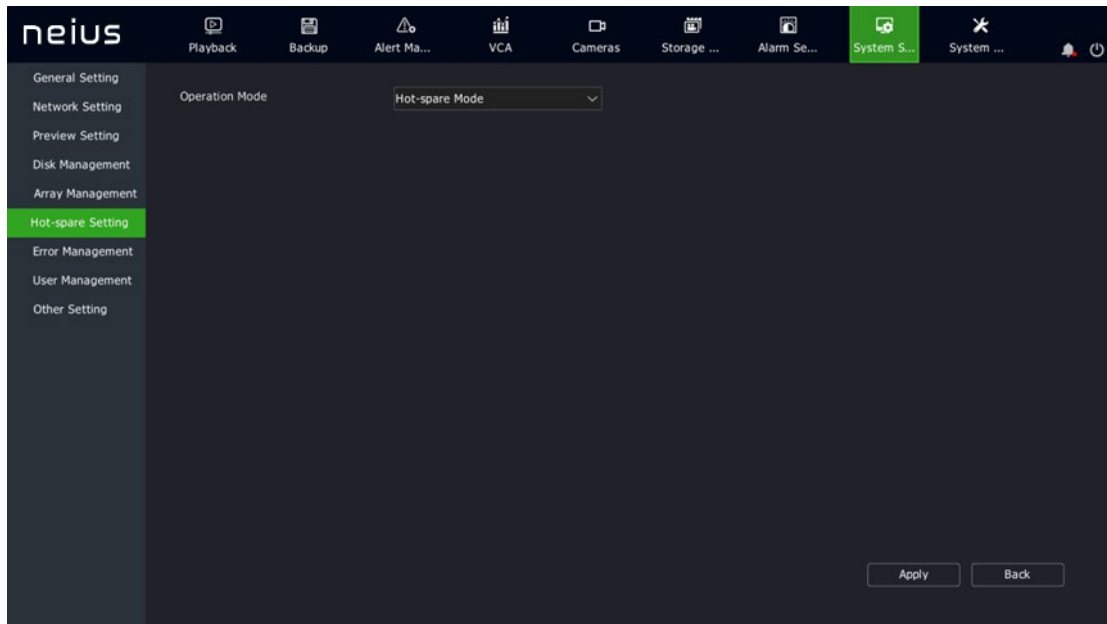 neius
Playback Backup Alert Ma... VCA Cameras Storage ... Alarm Se... System S... System ...
General Setting
Network Setting
Preview Setting
Disk Management
Array Management
Hot-spare Setting
Error Management
User Management
Other Setting
Operation Mode Hot-spare Mode
Apply Back